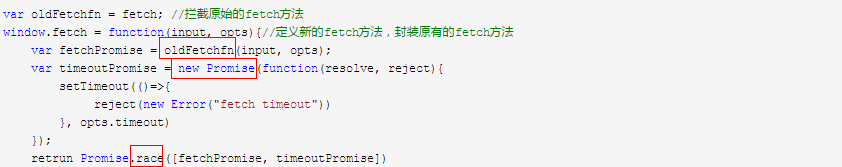 var oldFetchfn = fetch; //拦截原始的fetch方法
window.fetch = function(input, opts){//定义新的fetch方法，封装原有的fetch方法
    var fetchPromise = oldFetchfn(input, opts);
    var timeoutPromise = new Promise(function(resolve, reject){
        setTimeout(()=>{
            reject(new Error("fetch timeout"))
        }, opts.timeout)
    });
    retrun Promise.race([fetchPromise, timeoutPromise])